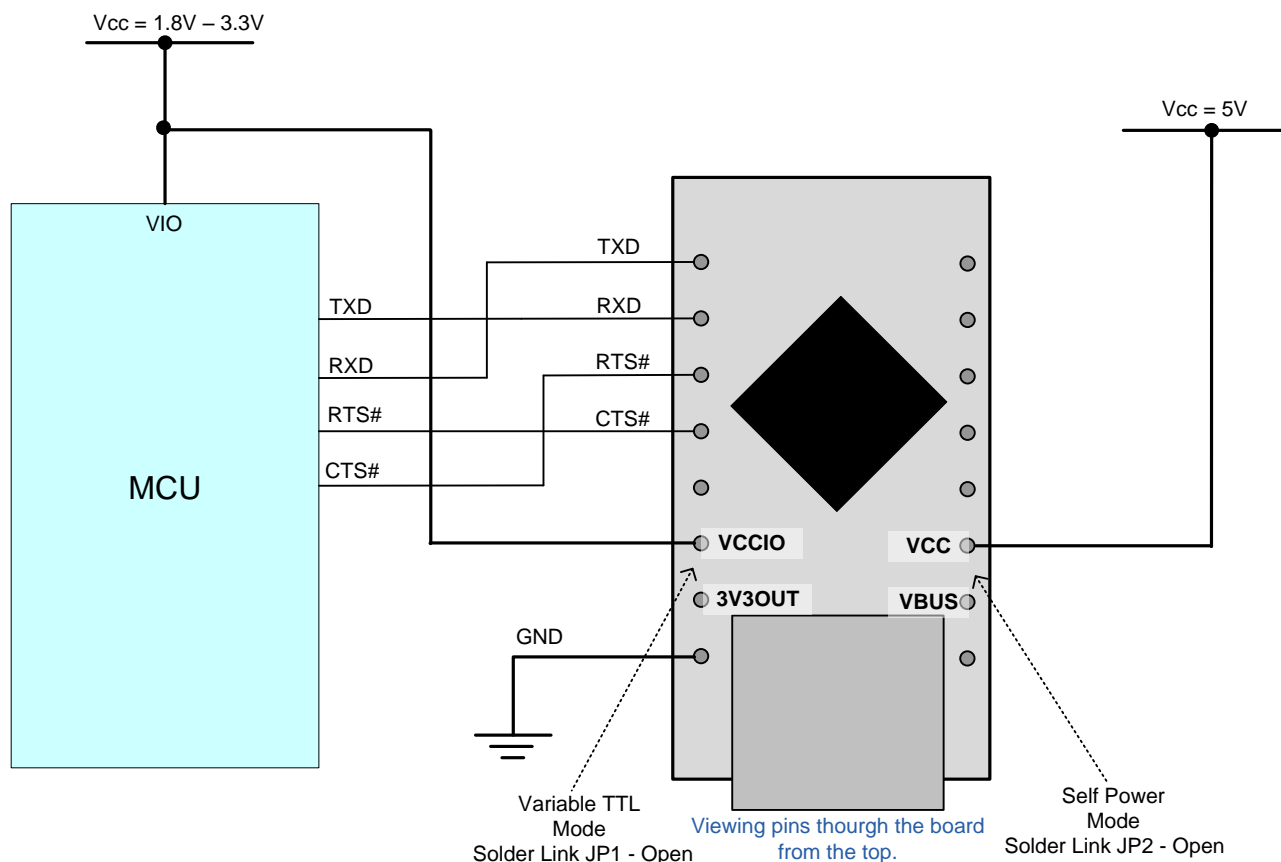 Vcc = 1.8V – 3.3V
Vcc = 5V
VIO
TXD
TXD
RXD
RXD
RTS#
RTS#
CTS#
CTS#
MCU
VCCIO
VCC
3V3OUT
VBUS
GND
Variable TTL
Mode
Solder Link JP1 - Open
Viewing pins thourgh the board
from the top.
Self Power
Mode
Solder Link JP2 - Open